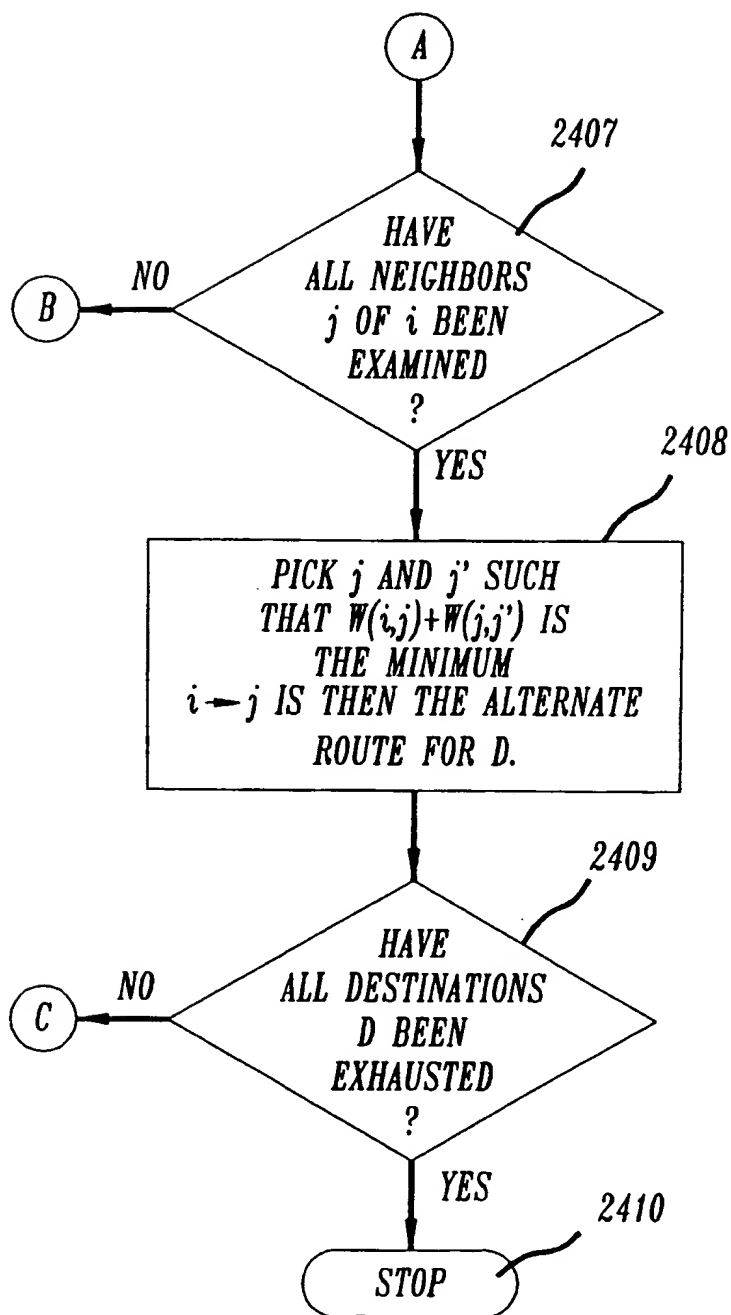 A
2407
HAVE
ALL NEIGHBORS
j OF i BEEN
EXAMINED
?
NO
B
YES
2408
PICK j AND j' SUCH
THAT W(i,j)+W(j,j') IS
THE MINIMUM
i→j IS THEN THE ALTERNATE
ROUTE FOR D.
2409
HAVE
ALL DESTINATIONS
D BEEN
EXHAUSTED
?
NO
C
YES
2410
STOP